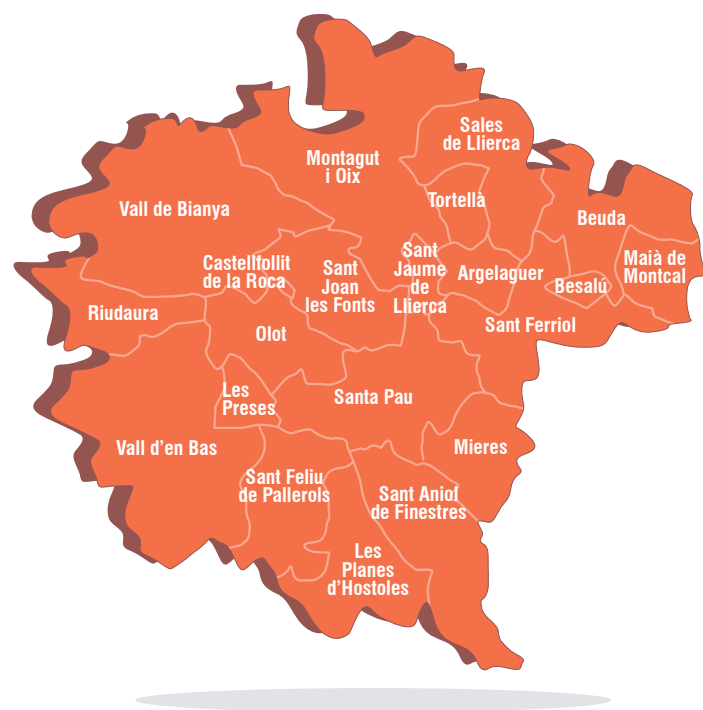 Sales
de Llierca
Montagut
i Oix
Tortellà
Vall de Bianya
Beuda
Castellfollit
de la Roca
Sant
Joan
les Fonts
Sant
Jaume
de
Llierca
Argelaguer
Besalú
Maià de
Montcal
Riudaura
Olot
Sant Ferriol
Les
Preses
Santa Pau
Vall d'en Bas
Mieres
Sant Feliu
de Pallerols
Sant Aniol
de Finestres
Les
Planes
d'Hostoles